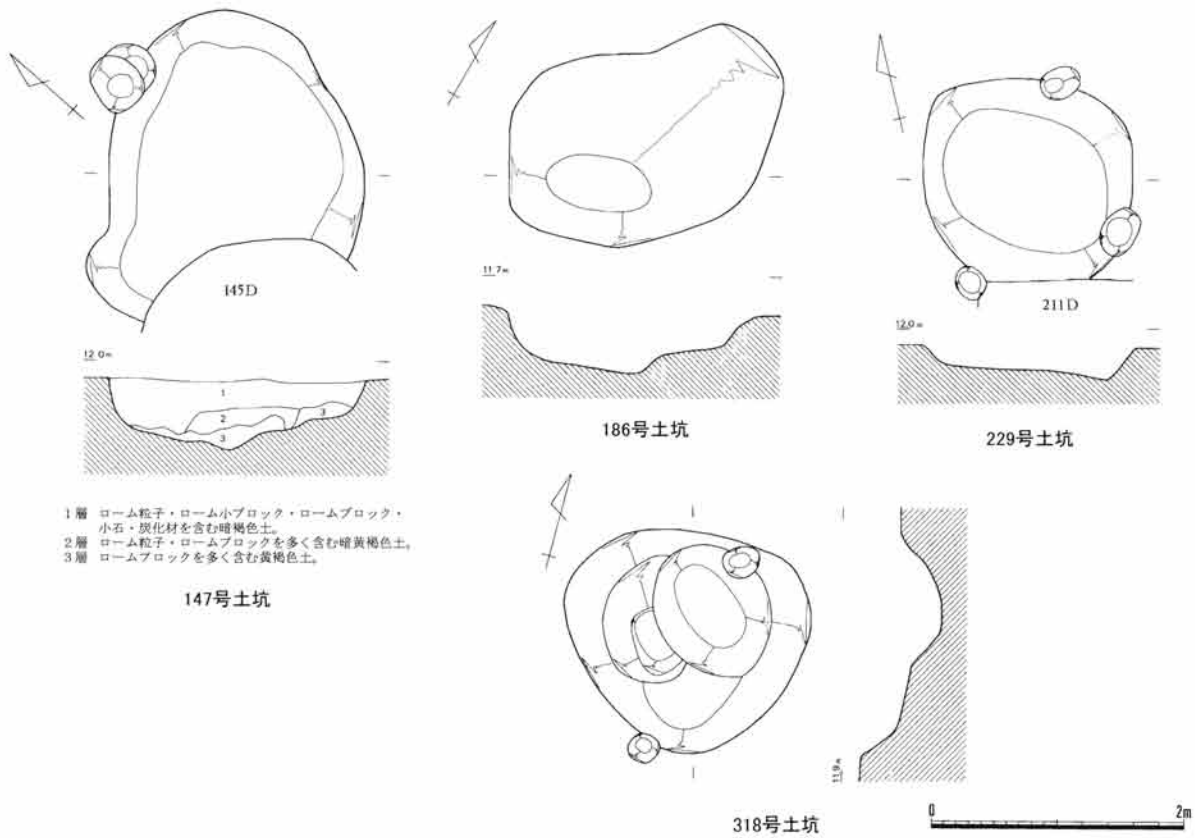 145D
12.0m
1
2
3
3
1層 ローム粒子・ローム小ブロック・ロームブロック・
小石・炭化材を含む暗褐色土。
2層 ローム粒子・ロームブロックを多く含む暗黄褐色土。
3層 ロームブロックを多く含む黄褐色土。
147号土坑
11.7m
186号土坑
211D
12.0m
229号土坑
11.9m
318号土坑
0 2m